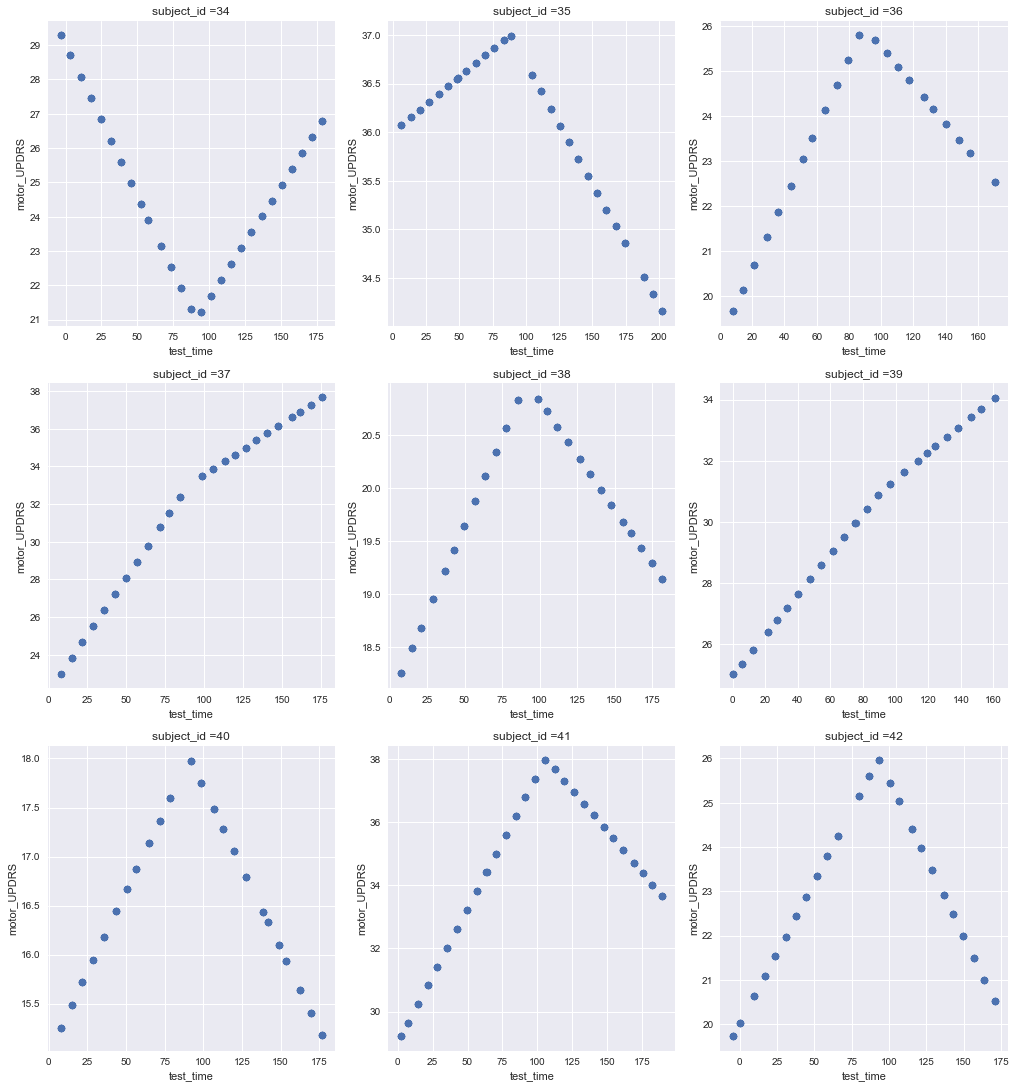 subject_id =34 subject_id =35 subject_id =36
29 28 27 26 25 24 23 22 21
motor_UPDRS
0 25 50 75 100 125 150 175
test_time
37.0 36.5 36.0 35.5 35.0 34.5
motor_UPDRS
0 25 50 75 100 125 150 175 200
test_time
26 25 24 23 22 21 20
motor_UPDRS
0 20 40 60 80 100 120 140 160
test_time
subject_id =37 subject_id =38 subject_id =39
38 36 34 32 30 28 26 24
motor_UPDRS
0 25 50 75 100 125 150 175
test_time
20.5 20.0 19.5 19.0 18.5
motor_UPDRS
0 25 50 75 100 125 150 175
test_time
34 32 30 28 26
motor_UPDRS
0 20 40 60 80 100 120 140 160
test_time
subject_id =40 subject_id =41 subject_id =42
18.0 17.5 17.0 16.5 16.0 15.5
motor_UPDRS
0 25 50 75 100 125 150 175
test_time
38 36 34 32 30
motor_UPDRS
0 25 50 75 100 125 150 175
test_time
26 25 24 23 22 21 20
motor_UPDRS
0 25 50 75 100 125 150 175
test_time